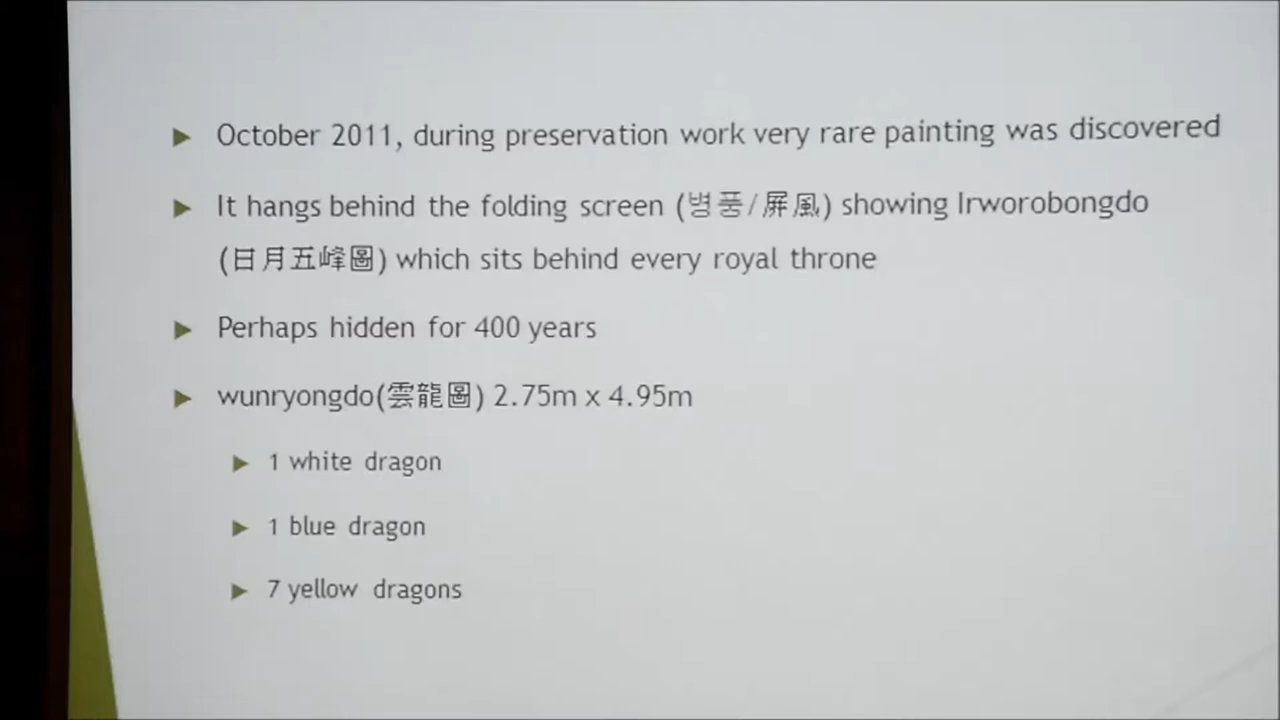 October 2011, during preservation work very rare painting was discovered
It hangs behind the folding screen (병풍/屛風) showing Irworobongdo
(日月五峰圖) which sits behind every royal throne
Perhaps hidden for 400 years
wunryongdo(雲龍圖) 2.75m x 4.95m
1 white dragon
1 blue dragon
7 yellow dragons